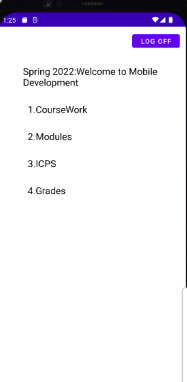 1:25
LOG OFF
Spring 2022:Welcome to Mobile
Development
1.CourseWork
2.Modules
3.ICPS
4.Grades